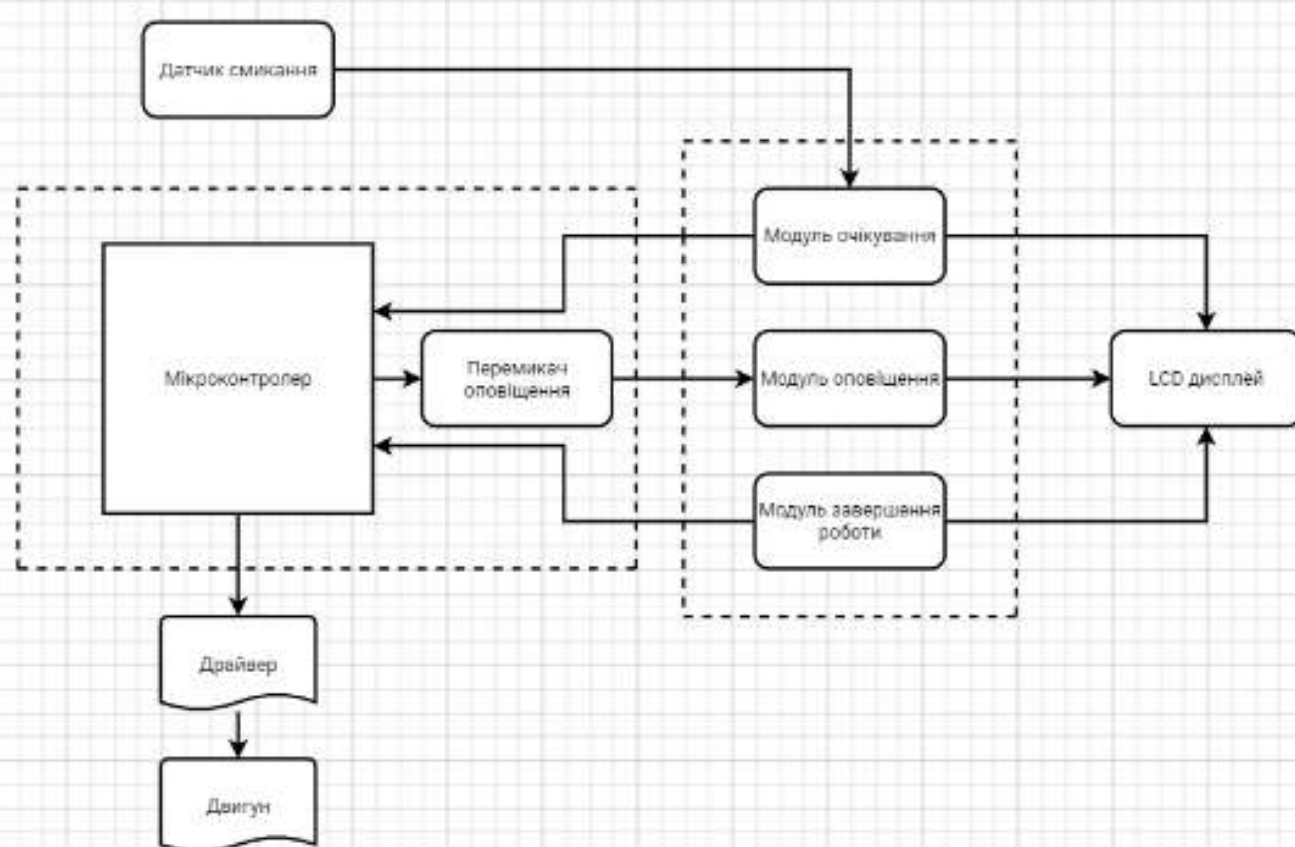 Датчик смикання
Модуль очікування
Мікроконтролер
Перемикач
оповіщення
Модуль оповіщення
LCD дисплей
Модуль завершення
роботи
Драйвер
Двигун